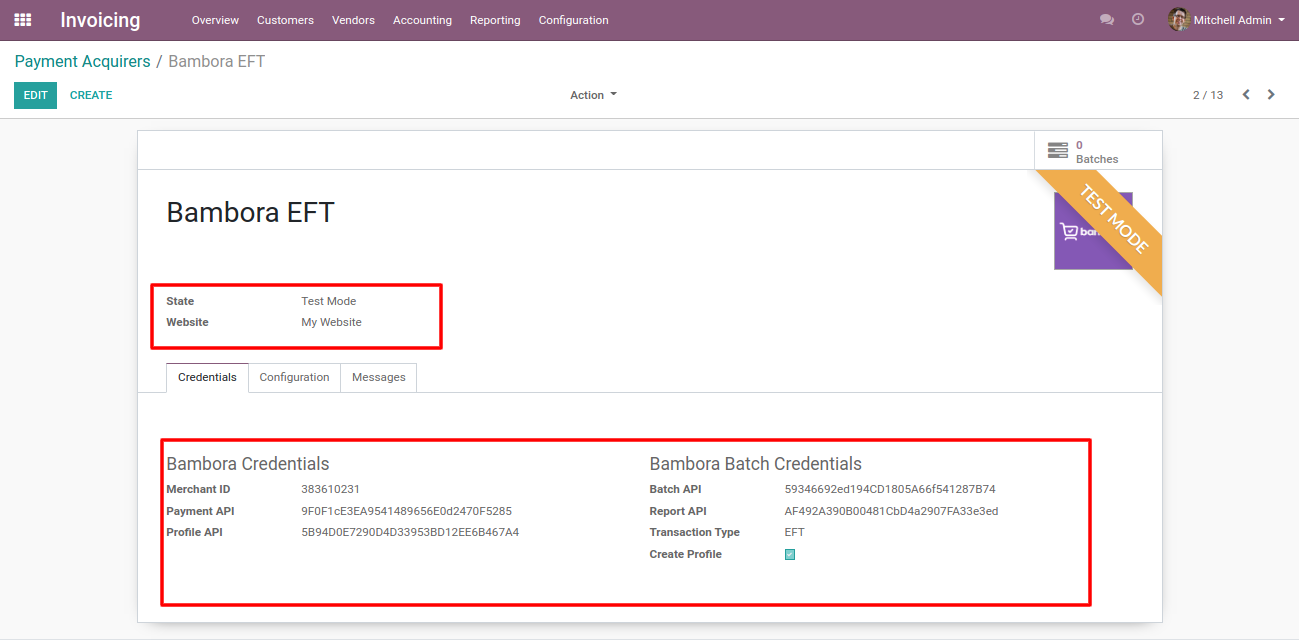 Invoicing Overview Customers Vendors Accounting Reporting Configuration Mitchell Admin
Payment Acquirers / Bambora EFT
EDIT CREATE Action 2 / 13
0
Batches
TEST MODE
Bambora EFT
State Test Mode
Website My Website
Credentials Configuration Messages
Bambora Credentials Bambora Batch Credentials
Merchant ID 383610231 Batch API 59346692ed194CD1805A66f541287B74
Payment API 9F0F1cE3EA9541489656E0d2470F5285 Report API AF492A390B00481CbD4a2907FA33e3ed
Profile API 5B94D0E7290D4D33953BD12EE6B467A4 Transaction Type EFT
Create Profile